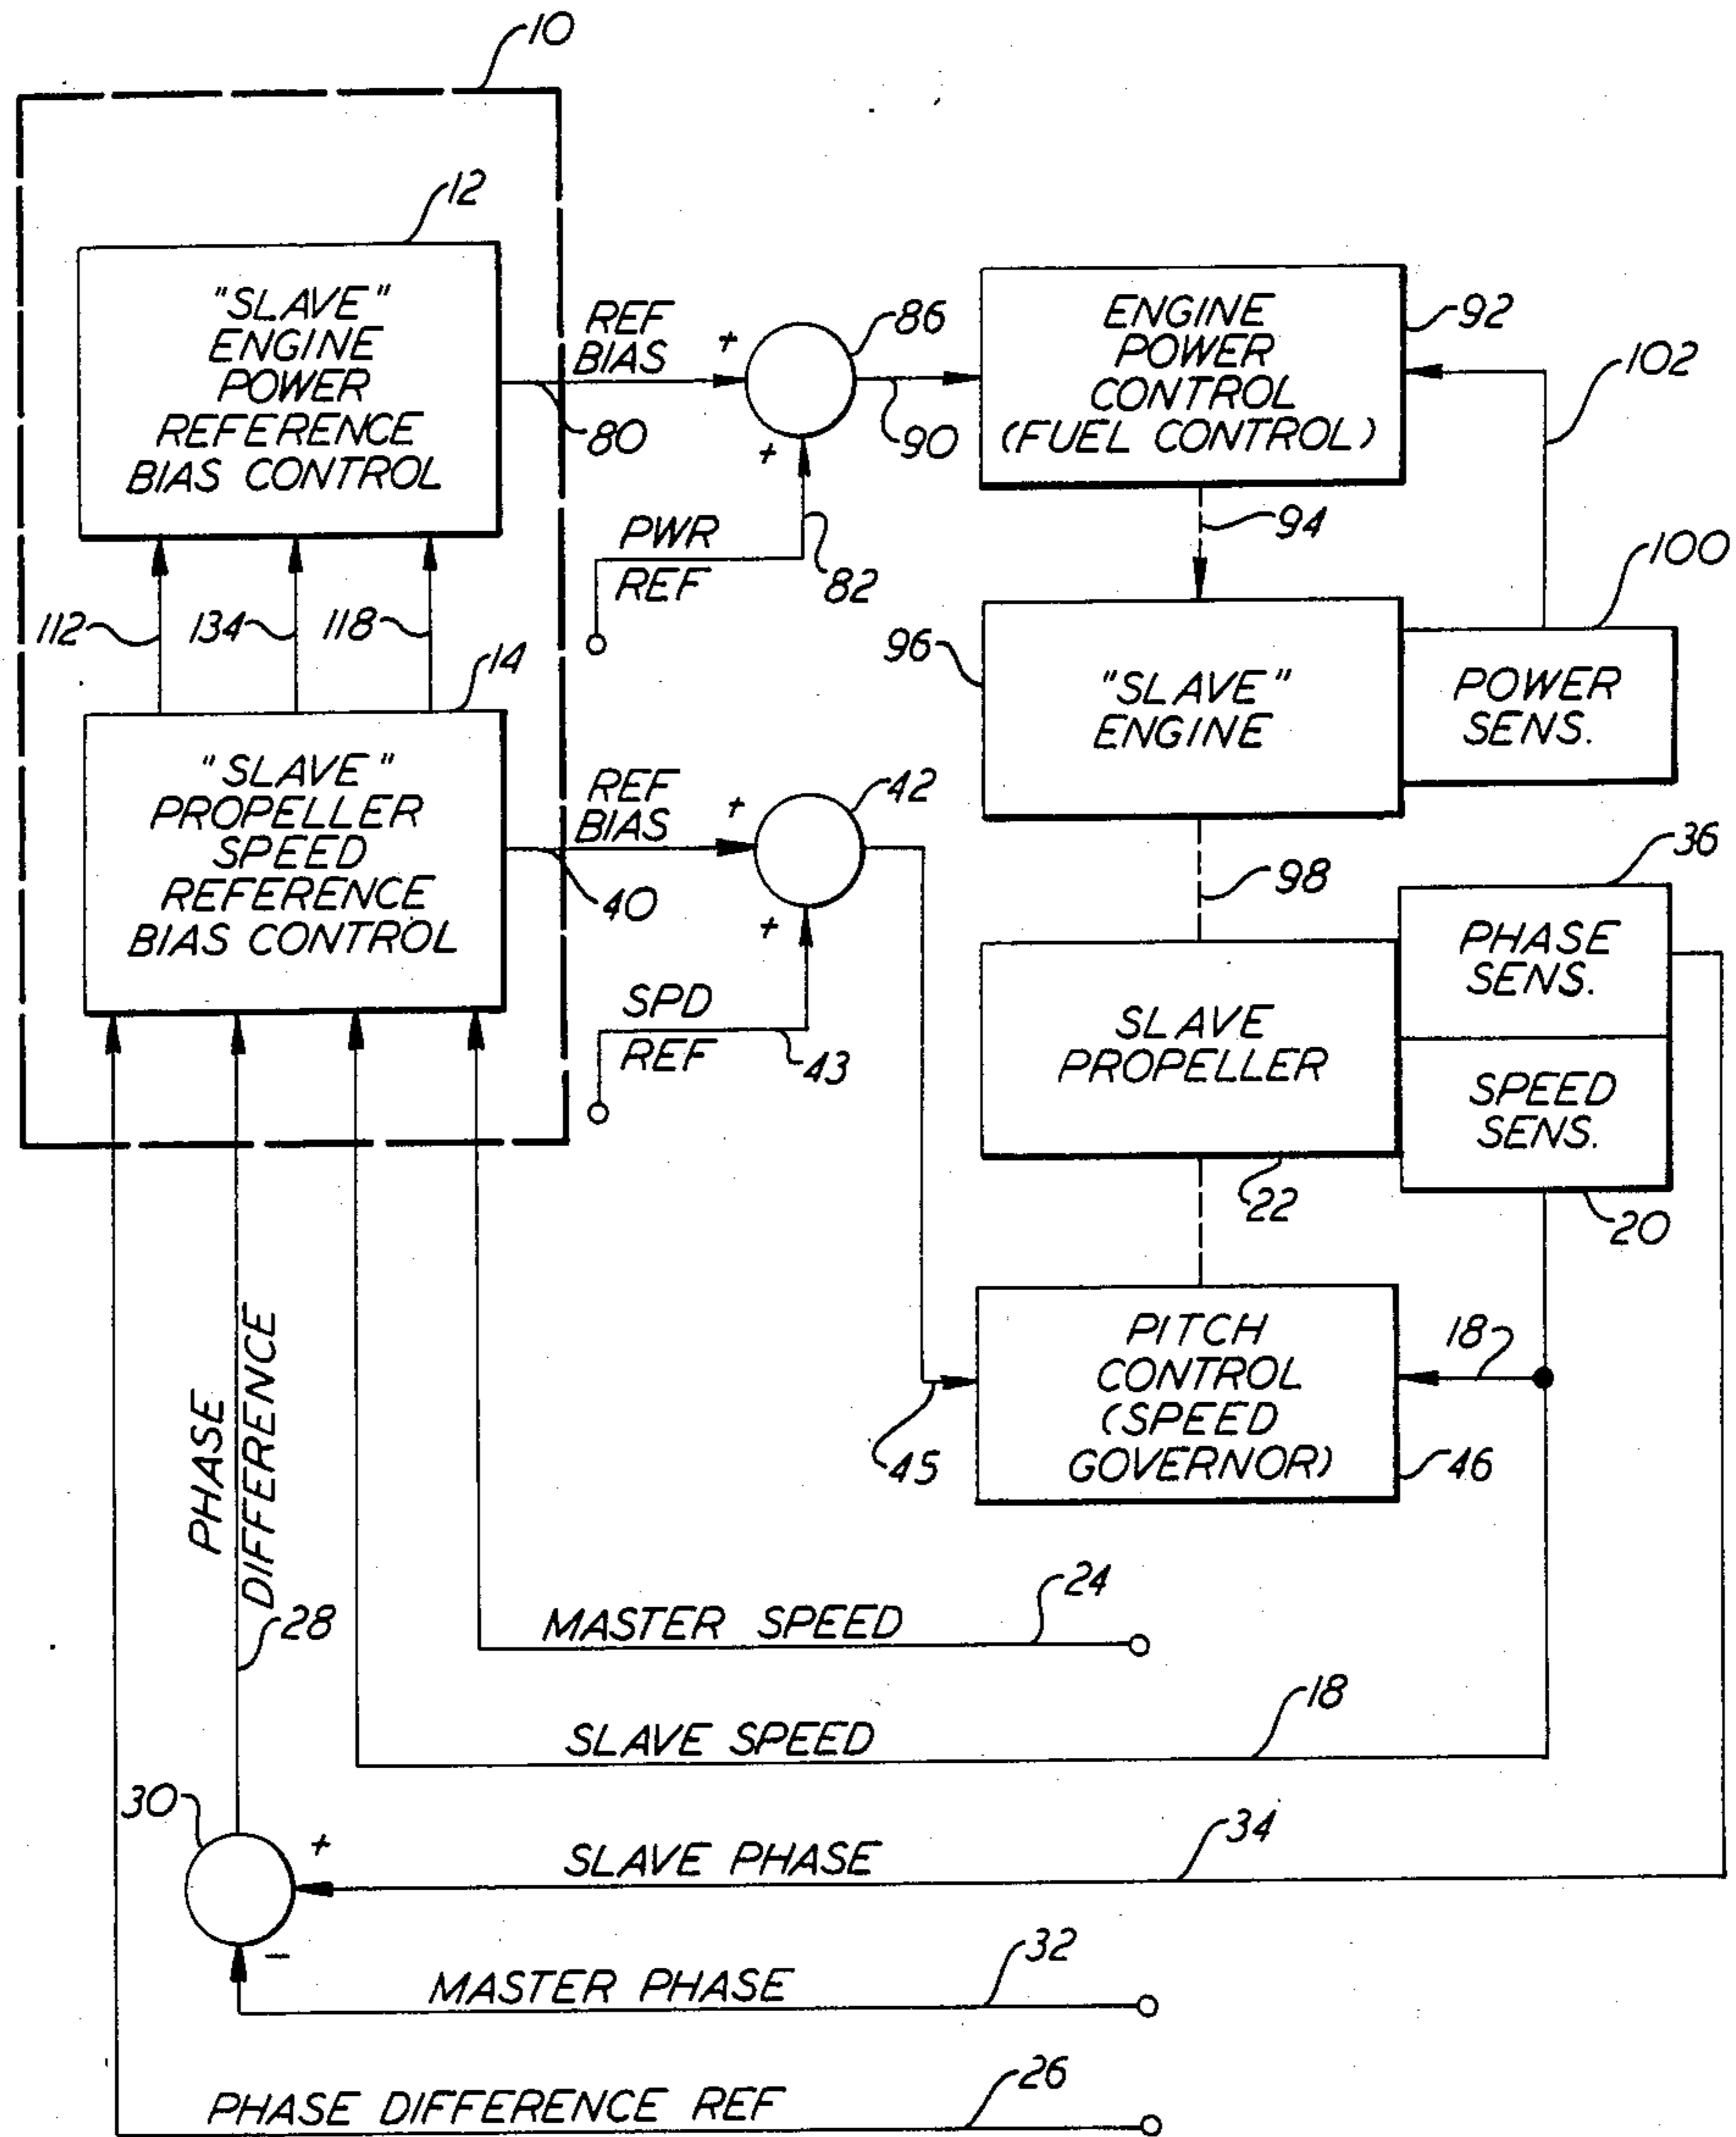 10
12
"SLAVE"
ENGINE
POWER
REFERENCE
BIAS CONTROL
REF
BIAS
80
+
+
86
90
PWR
REF
82
ENGINE
POWER
CONTROL
(FUEL CONTROL)
92
102
94
100
112
134
118
14
96
"SLAVE"
ENGINE
POWER
SENS.
"SLAVE"
PROPELLER
SPEED
REFERENCE
BIAS CONTROL
REF
BIAS
40
+
+
42
SPD
REF
43
98
36
PHASE
SENS.
SLAVE
PROPELLER
SPEED
SENS.
22
20
PITCH
CONTROL
(SPEED
GOVERNOR)
18
45
46
PHASE
DIFFERENCE
28
MASTER SPEED
24
SLAVE SPEED
18
30
+
SLAVE PHASE
34
−
MASTER PHASE
32
PHASE DIFFERENCE REF
26